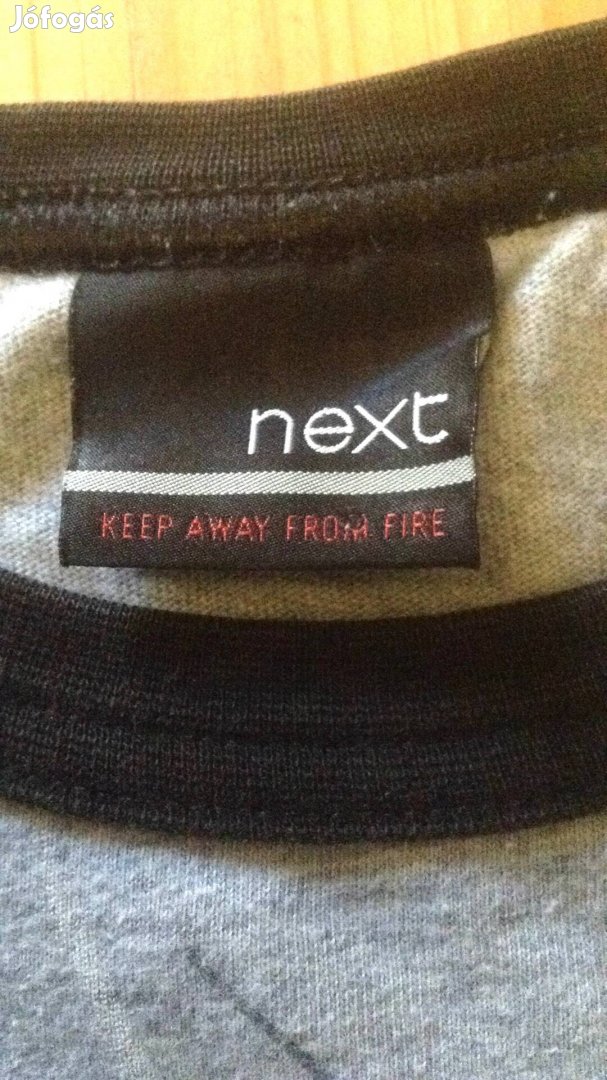 Jófogás
next
KEEP AWAY FROM FIRE